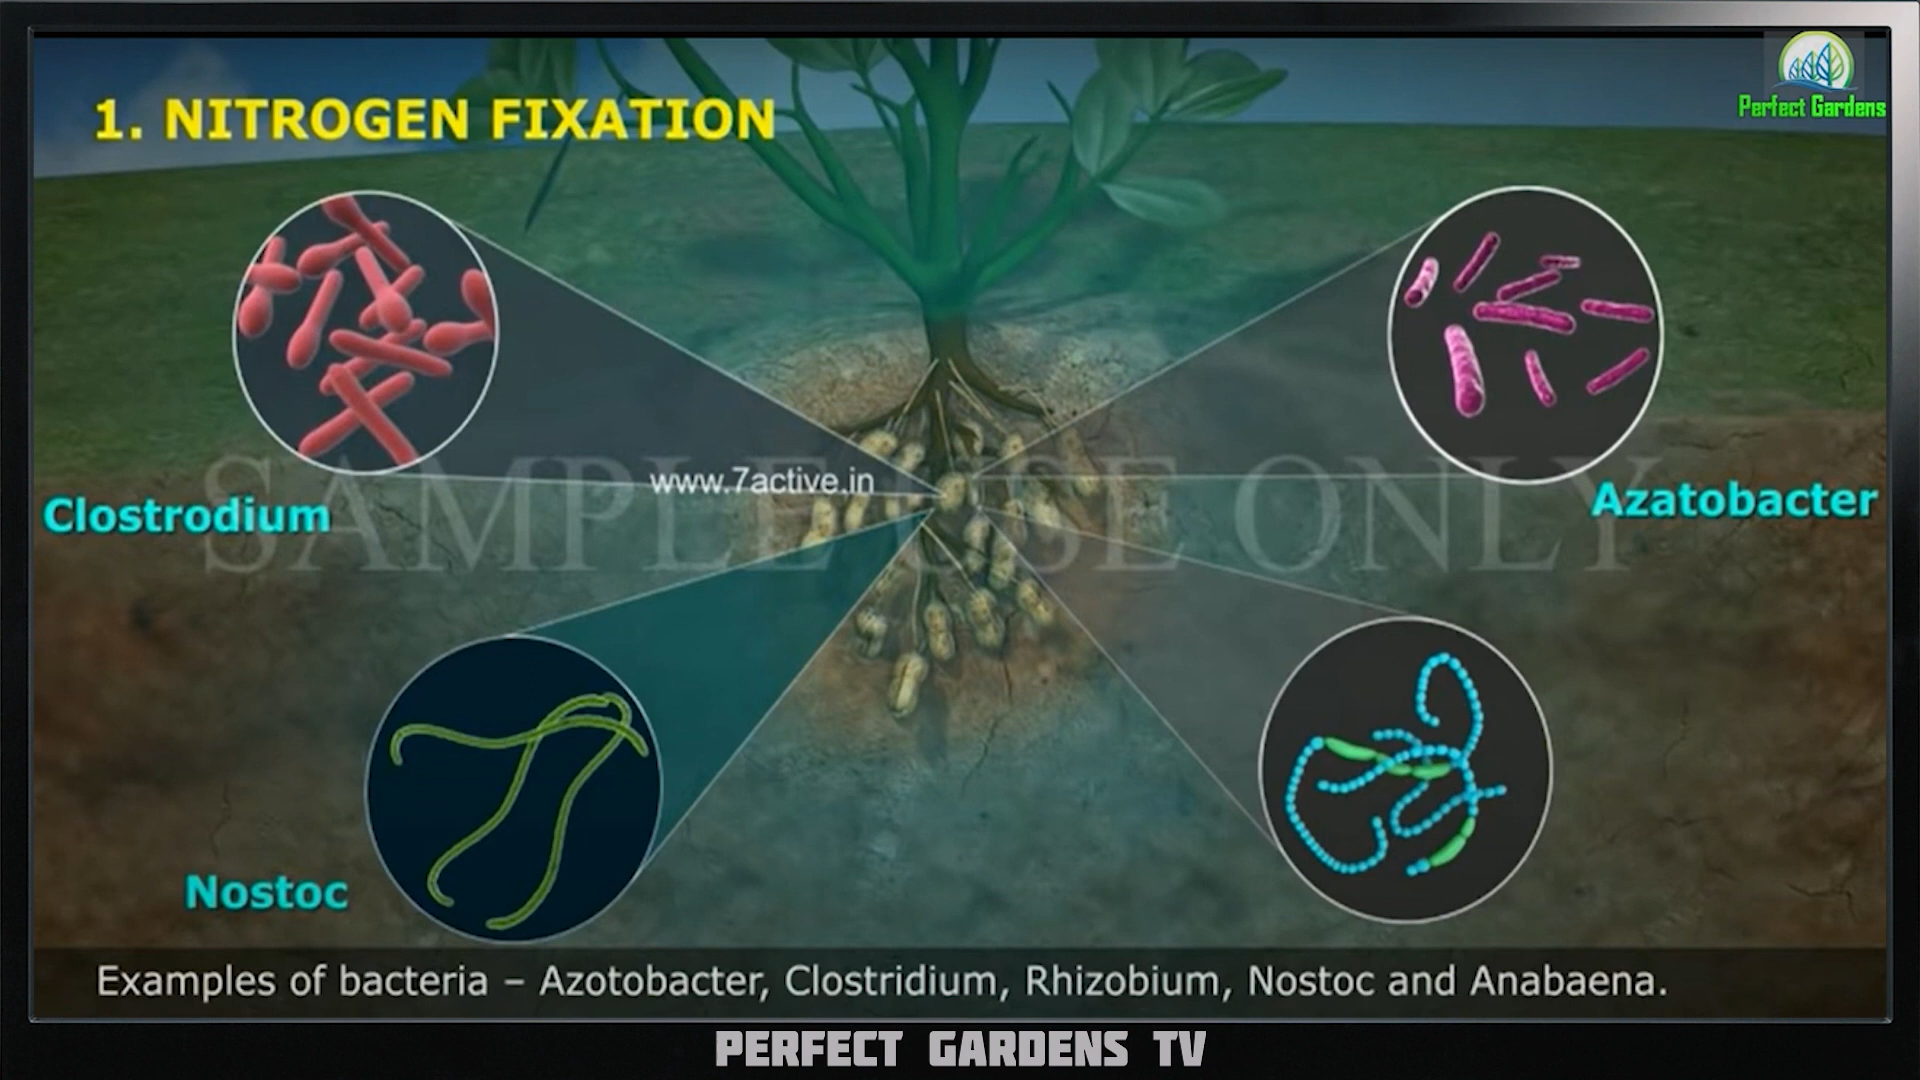 Perfect Gardens
1. NITROGEN FIXATION
www.7active.in
SAMPLE USE ONLY
Clostrodium
Azatobacter
Nostoc
Examples of bacteria – Azotobacter, Clostridium, Rhizobium, Nostoc and Anabaena.
PERFECT GARDENS TV